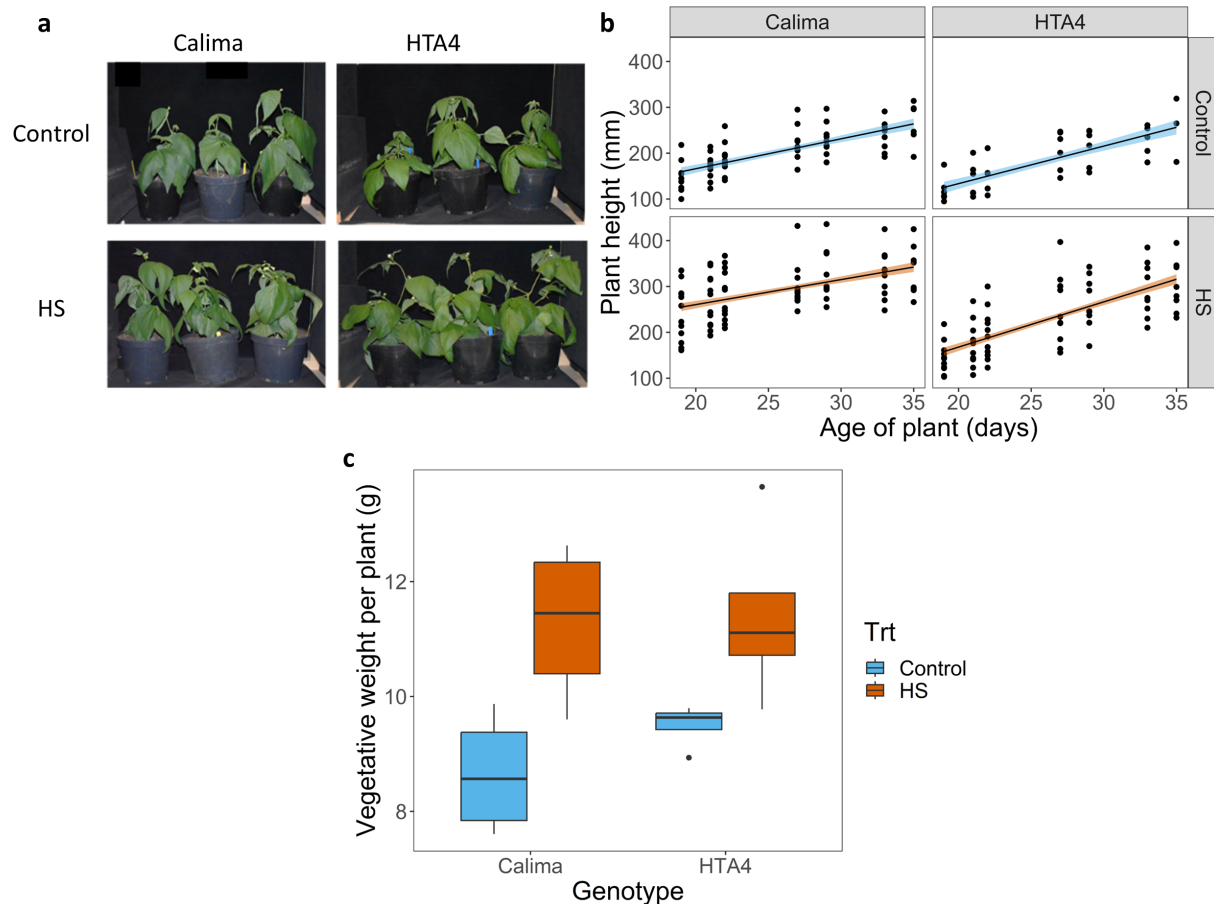 a
Calima HTA4
Control
HS
b
Calima HTA4
Plant height (mm)
400
300
200
100
Control
400
300
200
100
HS
20 25 30 35 20 25 30 35
Age of plant (days)
c
Vegetative weight per plant (g)
12
10
8
Calima HTA4
Genotype
Trt
Control
HS